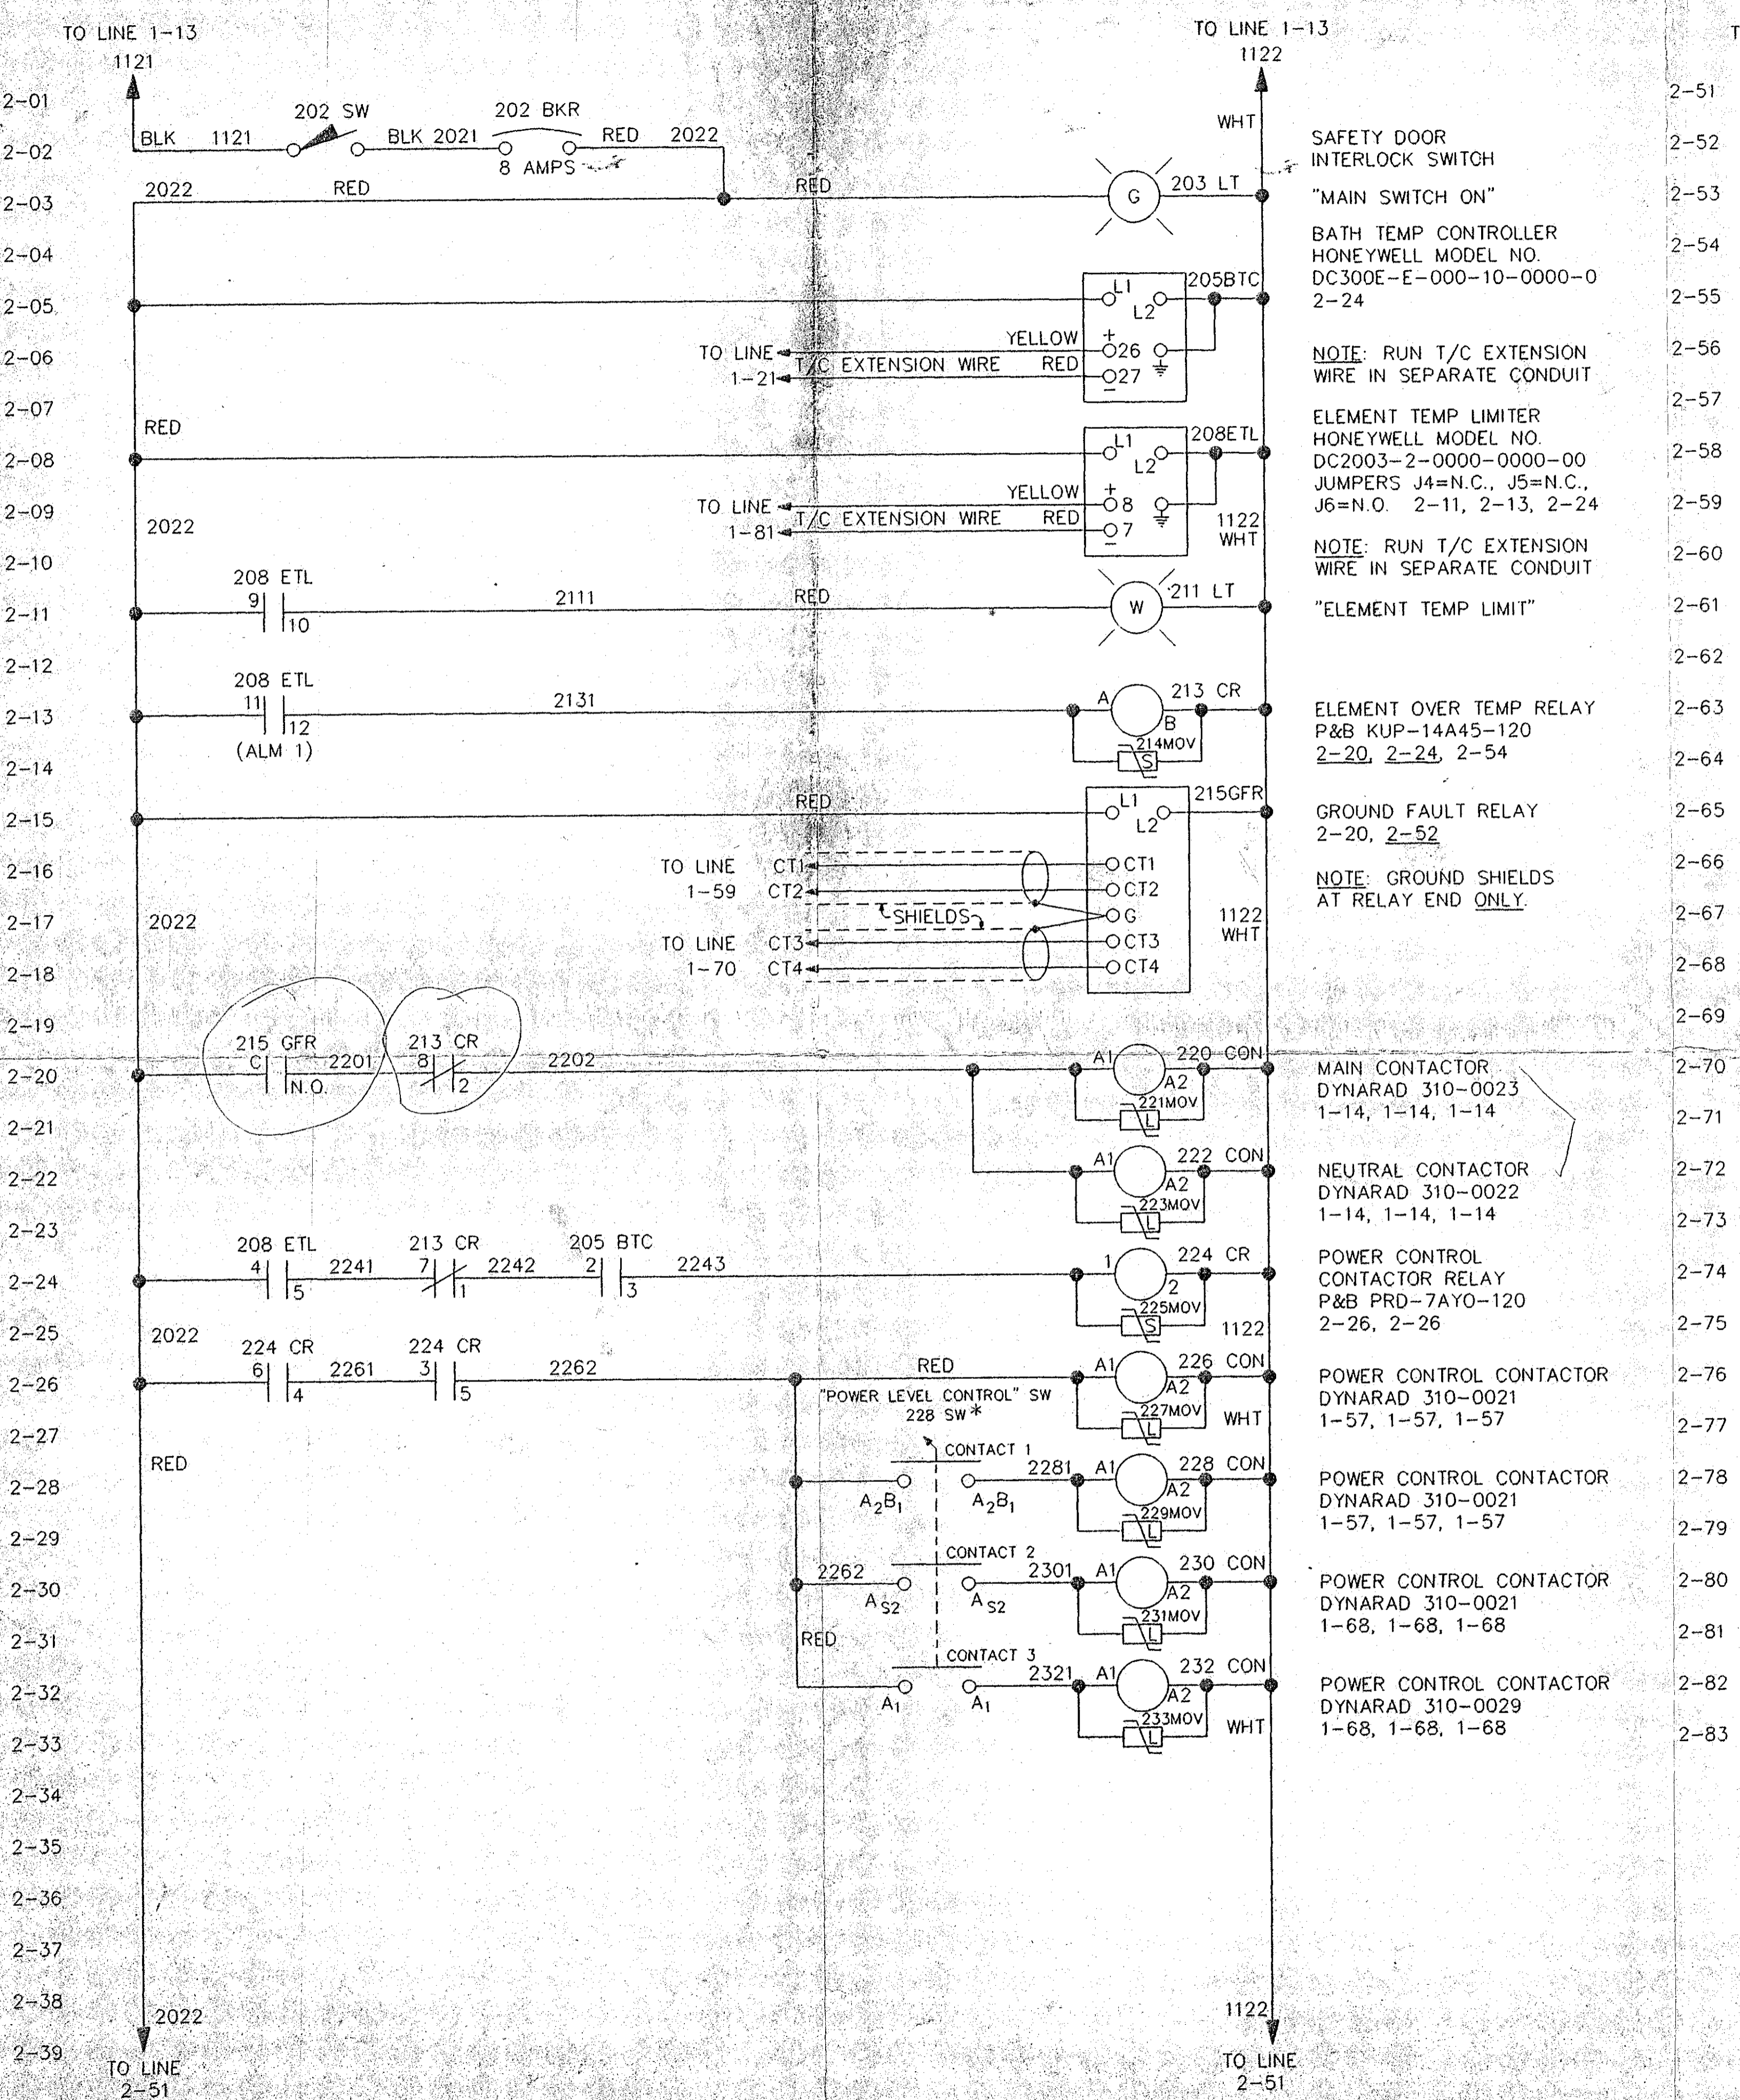 TO LINE 1-13
1121
TO LINE 1-13
1122
T
2-01
2-51
202 SW
202 BKR
BLK 1121
BLK 2021
RED 2022
8 AMPS
WHT
2-02
SAFETY DOOR
INTERLOCK SWITCH
2-52
2-03
2022
RED
RED
G
203 LT
"MAIN SWITCH ON"
2-53
2-04
BATH TEMP CONTROLLER
HONEYWELL MODEL NO.
DC300E-E-000-10-0000-0
2-24
2-54
2-05
L1
L2
205BTC
2-55
2-06
TO LINE
1-21
YELLOW
T/C EXTENSION WIRE RED
+
26
27
-
NOTE: RUN T/C EXTENSION
WIRE IN SEPARATE CONDUIT
2-56
2-07
RED
2-57
ELEMENT TEMP LIMITER
HONEYWELL MODEL NO.
DC2003-2-0000-0000-00
JUMPERS J4=N.C., J5=N.C.,
J6=N.O. 2-11, 2-13, 2-24
2-08
L1
L2
208ETL
2-58
2-09
2022
TO LINE
1-81
YELLOW
T/C EXTENSION WIRE RED
+
8
7
-
1122
WHT
2-59
2-10
NOTE: RUN T/C EXTENSION
WIRE IN SEPARATE CONDUIT
2-60
2-11
208 ETL
9
10
2111
RED
W
211 LT
"ELEMENT TEMP LIMIT"
2-61
2-12
2-62
2-13
208 ETL
11
12
(ALM 1)
2131
A
B
213 CR
214MOV
S
ELEMENT OVER TEMP RELAY
P&B KUP-14A45-120
2-20, 2-24, 2-54
2-63
2-14
2-64
2-15
RED
L1
L2
215GFR
GROUND FAULT RELAY
2-20, 2-52
2-65
2-16
TO LINE CT1
1-59 CT2
CT1
CT2
NOTE: GROUND SHIELDS
AT RELAY END ONLY.
2-66
2-17
2022
SHIELDS
G
1122
WHT
2-67
TO LINE CT3
1-70 CT4
CT3
CT4
2-18
2-68
2-19
2-69
2-20
215 GFR
C
N.O.
2201
213 CR
8
2
2202
A1
A2
220 CON
221MOV
L
MAIN CONTACTOR
DYNARAD 310-0023
1-14, 1-14, 1-14
2-70
2-21
2-71
2-22
A1
A2
222 CON
223MOV
L
NEUTRAL CONTACTOR
DYNARAD 310-0022
1-14, 1-14, 1-14
2-72
2-23
2-73
2-24
208 ETL
4
5
2241
213 CR
7
1
2242
205 BTC
2
3
2243
1
2
224 CR
225MOV
S
POWER CONTROL
CONTACTOR RELAY
P&B PRD-7AYO-120
2-26, 2-26
2-74
2-25
2022
1122
2-75
2-26
224 CR
6
4
2261
224 CR
3
5
2262
RED
A1
A2
226 CON
227MOV
L
POWER CONTROL CONTACTOR
DYNARAD 310-0021
1-57, 1-57, 1-57
2-76
"POWER LEVEL CONTROL" SW
228 SW*
WHT
2-27
2-77
RED
2-28
CONTACT 1
A2B1
A2B1
2281
A1
A2
228 CON
229MOV
L
POWER CONTROL CONTACTOR
DYNARAD 310-0021
1-57, 1-57, 1-57
2-78
2-29
2-79
2-30
2262
CONTACT 2
AS2
AS2
2301
A1
A2
230 CON
231MOV
L
POWER CONTROL CONTACTOR
DYNARAD 310-0021
1-68, 1-68, 1-68
2-80
2-31
RED
2-81
2-32
CONTACT 3
A1
A1
2321
A1
A2
232 CON
233MOV
L
WHT
POWER CONTROL CONTACTOR
DYNARAD 310-0029
1-68, 1-68, 1-68
2-82
2-33
2-83
2-34
2-35
2-36
2-37
2-38
2022
1122
2-39
TO LINE
2-51
TO LINE
2-51